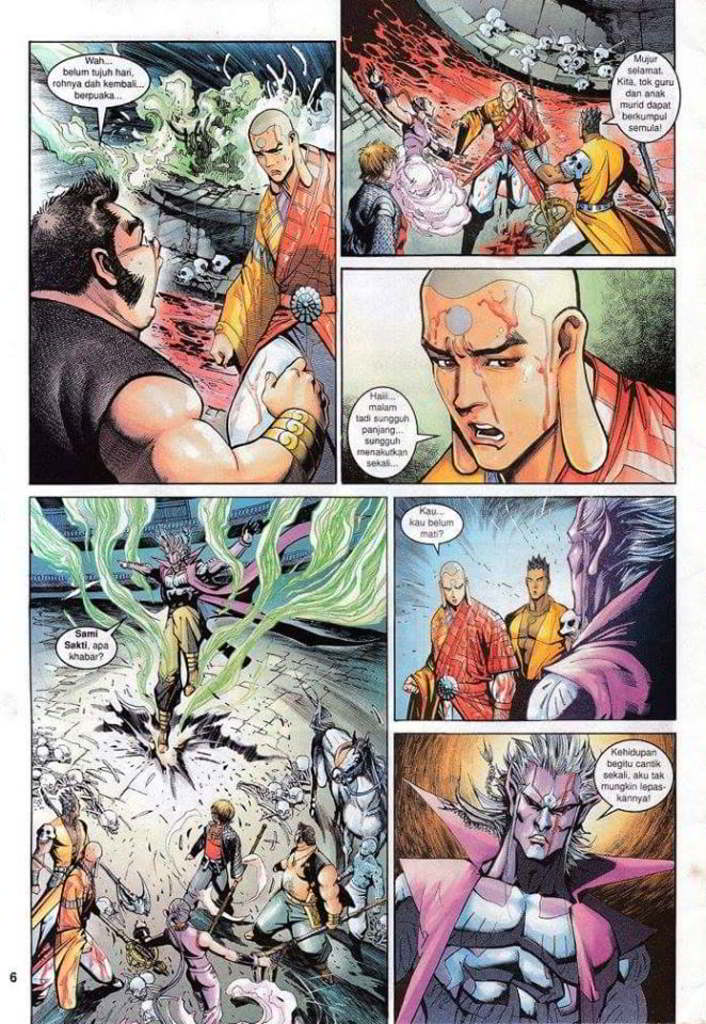 Wah...
belum tujuh hari,
rohnya dah kembali...
berpuaka...
Mujur
selamat.
Kita, tok guru
dan anak
murid dapat
berkumpul
semula!
Haiii...
malam
tadi sungguh
panjang...
sungguh
menakutkan
sekali...
Sami
Sakti, apa
khabar?
Kau...
kau belum
mati?
Kehidupan
begitu cantik
sekali, aku tak
mungkin lepas-
kannya!
6